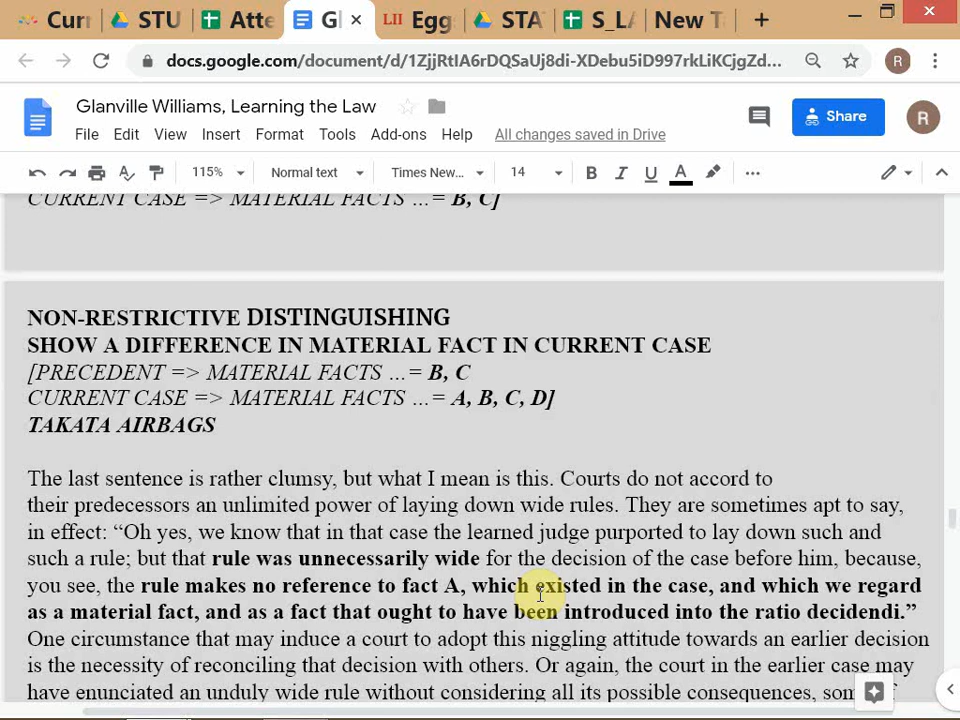 Curr STU Atte Gl × LII Egg STA S_LA New T +
docs.google.com/document/d/1ZjjRtIA6rDQSaUj8di-XDebu5iD997rkLiKCjgZd... R
Glanville Williams, Learning the Law
File Edit View Insert Format Tools Add-ons Help All changes saved in Drive
Share R
115% Normal text Times New... 14 B I U A ...
CURRENT CASE => MATERIAL FACTS ...= B, C]
NON-RESTRICTIVE DISTINGUISHING
SHOW A DIFFERENCE IN MATERIAL FACT IN CURRENT CASE
[PRECEDENT => MATERIAL FACTS ...= B, C
CURRENT CASE => MATERIAL FACTS ...= A, B, C, D]
TAKATA AIRBAGS
The last sentence is rather clumsy, but what I mean is this. Courts do not accord to
their predecessors an unlimited power of laying down wide rules. They are sometimes apt to say,
in effect: “Oh yes, we know that in that case the learned judge purported to lay down such and
such a rule; but that rule was unnecessarily wide for the decision of the case before him, because,
you see, the rule makes no reference to fact A, which existed in the case, and which we regard
as a material fact, and as a fact that ought to have been introduced into the ratio decidendi.”
One circumstance that may induce a court to adopt this niggling attitude towards an earlier decision
is the necessity of reconciling that decision with others. Or again, the court in the earlier case may
have enunciated an unduly wide rule without considering all its possible consequences,